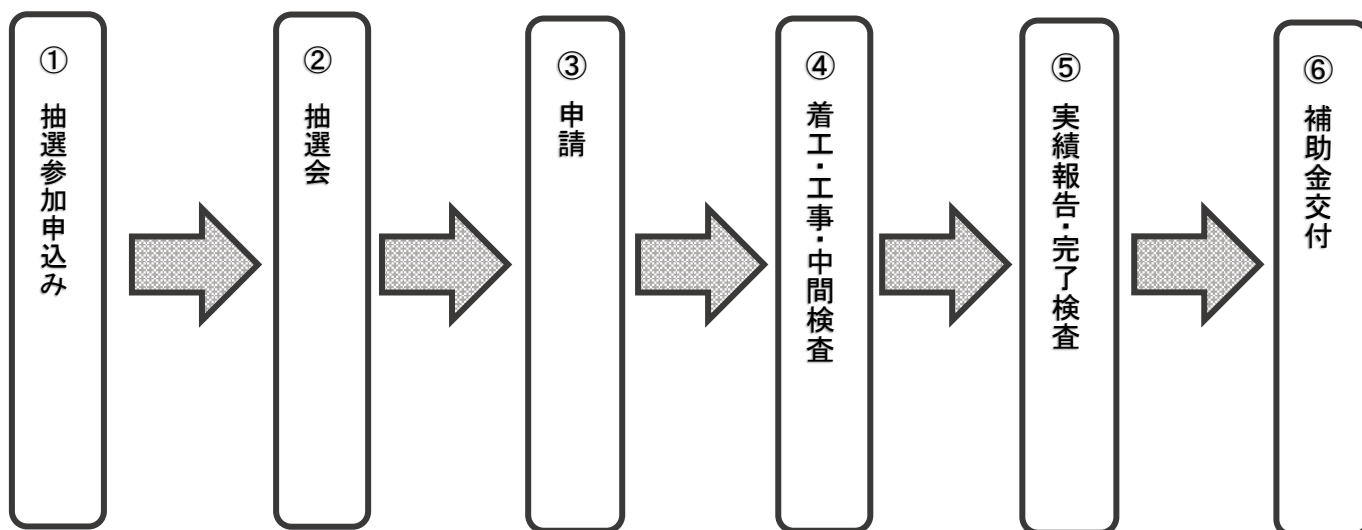 ① 抽選参加申込み
② 抽選会
③ 申請
④ 着工・工事・中間検査
⑤ 実績報告・完了検査
⑥ 補助金交付